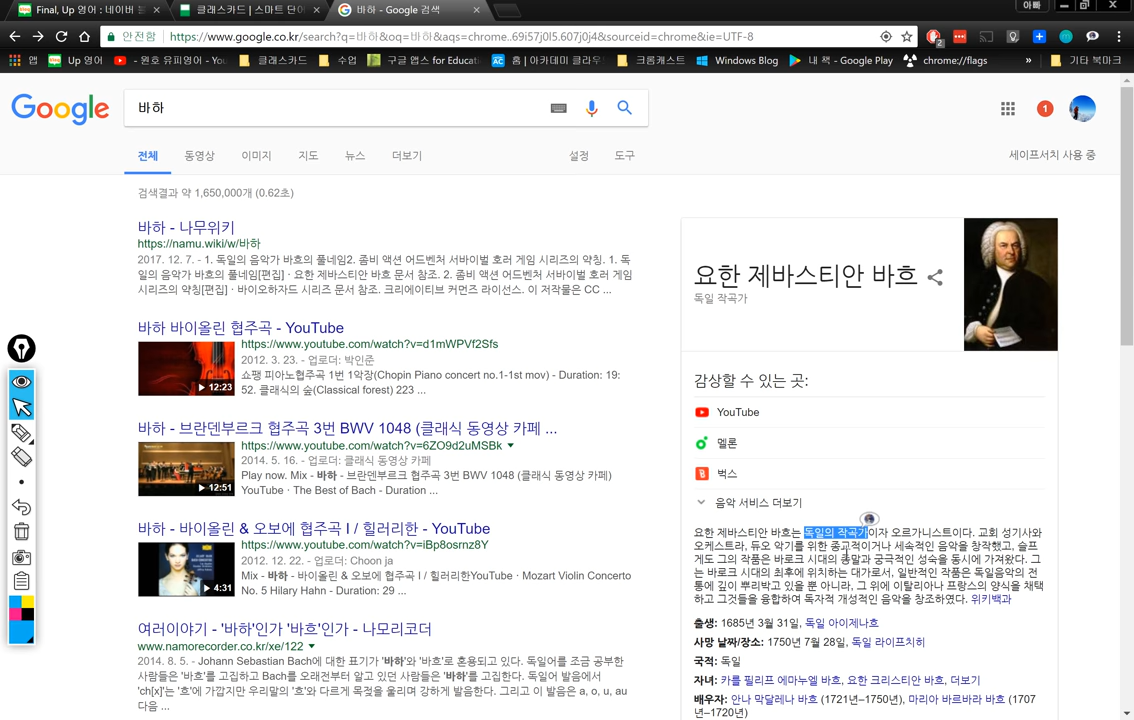 Final, Up 영어 : 네이버 블
클래스카드 | 스마트 단어
바하 - Google 검색
아빠
안전함
https://www.google.co.kr/search?q=바하&oq=바하&aqs=chrome..69i57j0l5.607j0j4&sourceid=chrome&ie=UTF-8
2
앱
Up 영어
- 원호 유피영어 - You
클래스카드
수업
구글 앱스 for Educati
홈 | 아카데미 클라우
크롬캐스트
Windows Blog
내 책 - Google Play
chrome://flags
»
기타 북마크
Google
바하
1
전체
동영상
이미지
지도
뉴스
더보기
설정
도구
세이프서치 사용 중
검색결과 약 1,650,000개 (0.62초)
바하 - 나무위키
https://namu.wiki/w/바하
2017. 12. 7. - 1. 독일의 음악가 바흐의 풀네임2. 좀비 액션 어드벤처 서바이벌 호러 게임 시리즈의 약칭. 1. 독
일의 음악가 바흐의 풀네임[편집] · 요한 제바스티안 바흐 문서 참조. 2. 좀비 액션 어드벤처 서바이벌 호러 게임
시리즈의 약칭[편집] · 바이오하자드 시리즈 문서 참조. 크리에이티브 커먼즈 라이선스. 이 저작물은 CC ...
바하 바이올린 협주곡 - YouTube
https://www.youtube.com/watch?v=d1mWPVf2Sfs
2012. 3. 23. - 업로더: 박인준
쇼팽 피아노협주곡 1번 1악장(Chopin Piano concert no.1-1st mov) - Duration: 19:
52. 클래식의 숲(Classical forest) 223 ...
12:23
바하 - 브란덴부르크 협주곡 3번 BWV 1048 (클래식 동영상 카페 ...
https://www.youtube.com/watch?v=6ZO9d2uMSBk
2014. 5. 16. - 업로더: 클래식 동영상 카페
Play now. Mix - 바하 - 브란덴부르크 협주곡 3번 BWV 1048 (클래식 동영상 카페)
YouTube · The Best of Bach - Duration ...
12:51
바하 - 바이올린 & 오보에 협주곡 I / 힐러리한 - YouTube
https://www.youtube.com/watch?v=iBp8osrnz8Y
2012. 12. 22. - 업로더: Choon ja
Mix - 바하 - 바이올린 & 오보에 협주곡 I / 힐러리한YouTube · Mozart Violin Concerto
No. 5 Hilary Hahn - Duration: 29 ...
4:31
여러이야기 - '바하'인가 '바흐'인가 - 나모리코더
www.namorecorder.co.kr/xe/122
2014. 8. 5. - Johann Sebastian Bach에 대한 표기가 '바하'와 '바흐'로 혼용되고 있다. 독일어를 조금 공부한
사람들은 '바흐'를 고집하고 Bach를 오래전부터 알고 있던 사람들은 '바하'를 고집한다. 독일어 발음에서
'ch[x]'는 '흐'에 가깝지만 우리말의 '흐'와 다르게 목젖을 울리며 강하게 발음한다. 그리고 이 발음은 a, o, u, au
다음 ...
요한 제바스티안 바흐
독일 작곡가
감상할 수 있는 곳:
YouTube
멜론
벅스
음악 서비스 더보기
요한 제바스티안 바흐는 독일의 작곡가이자 오르가니스트이다. 교회 성기사와
오케스트라, 듀오 악기를 위한 종교적이거나 세속적인 음악을 창작했고, 슬프
게도 그의 작품은 바로크 시대의 종말과 궁극적인 성숙을 동시에 가져왔다. 그
는 바로크 시대의 최후에 위치하는 대가로서, 일반적인 작품은 독일음악의 전
통에 깊이 뿌리박고 있을 뿐 아니라, 그 위에 이탈리아나 프랑스의 양식을 채택
하고 그것들을 융합하여 독자적 개성적인 음악을 창조하였다. 위키백과
출생: 1685년 3월 31일, 독일 아이제나흐
사망 날짜/장소: 1750년 7월 28일, 독일 라이프치히
국적: 독일
자녀: 카를 필리프 에마누엘 바흐, 요한 크리스티안 바흐, 더보기
배우자: 안나 막달레나 바흐 (1721년–1750년), 마리아 바르바라 바흐 (1707
년–1720년)